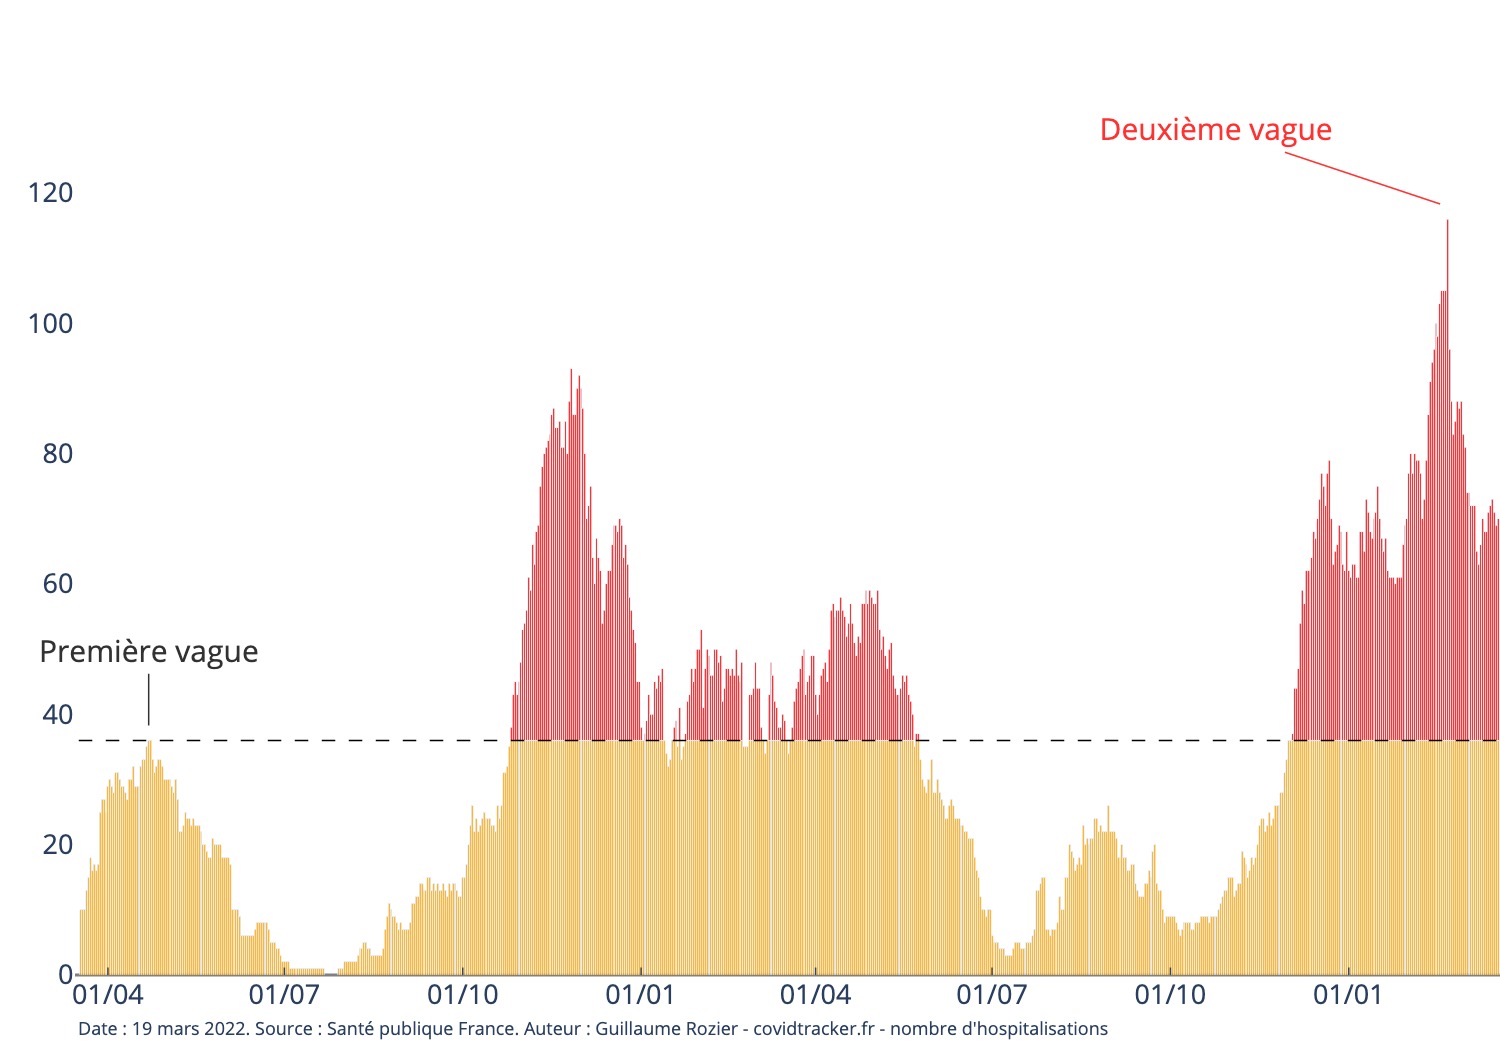 Deuxième vague
120
100
80
60
Première vague
40
20
0
01/04 01/07 01/10 01/01 01/04 01/07 01/10 01/01
Date : 19 mars 2022. Source : Santé publique France. Auteur : Guillaume Rozier - covidtracker.fr - nombre d'hospitalisations